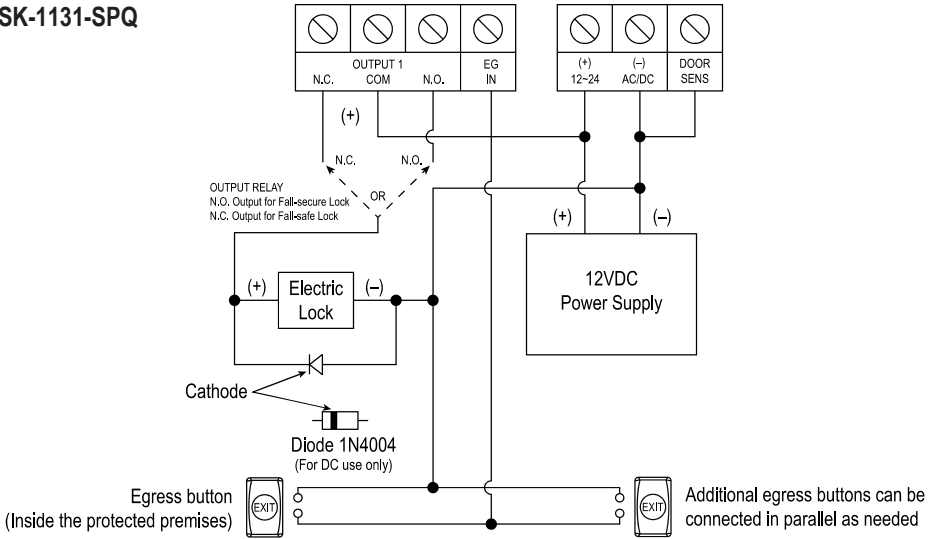 SK-1131-SPQ
OUTPUT 1
N.C. COM N.O.
EG
IN
(+)
12~24
(–)
AC/DC
DOOR
SENS
(+)
N.C.
N.O.
OR
OUTPUT RELAY
N.O. Output for Fall-secure Lock
N.C. Output for Fall-safe Lock
(+)
(–)
12VDC
Power Supply
(+)
Electric
Lock
(–)
Cathode
Diode 1N4004
(For DC use only)
Egress button
(Inside the protected premises)
EXIT
EXIT
Additional egress buttons can be
connected in parallel as needed